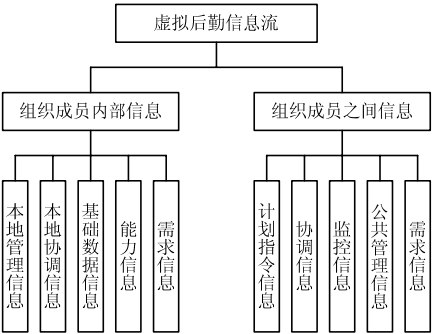 虚拟后勤信息流
组织成员内部信息
组织成员之间信息
本地管理信息
本地协调信息
基础数据信息
能力信息
需求信息
计划指令信息
协调信息
监控信息
公共管理信息
需求信息